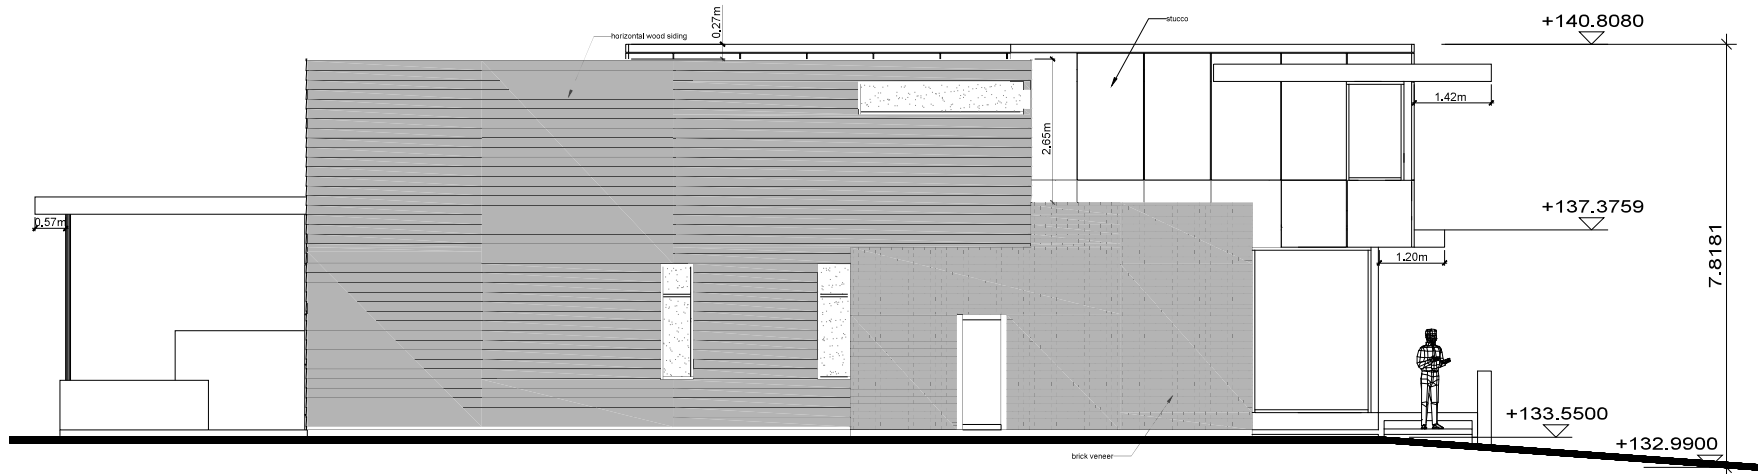 0.27m
stucco
+140.8080
horizontal wood siding
1.42m
2.65m
+137.3759
0.57m
1.20m
7.8181
+133.5500
+132.9900
brick veneer